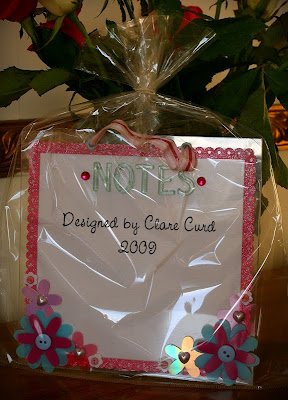 NOTES
Designed by Clare Curd
2009